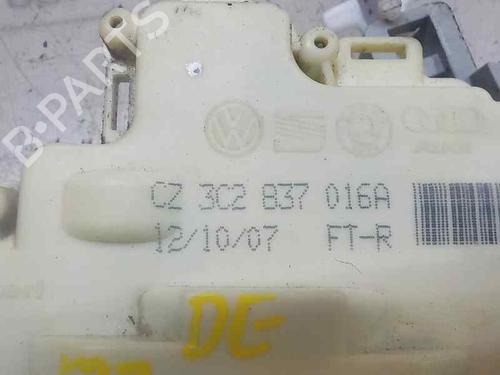 B-PARTS
CZ 3C2 837 016A
12/10/07 FT-R
DE